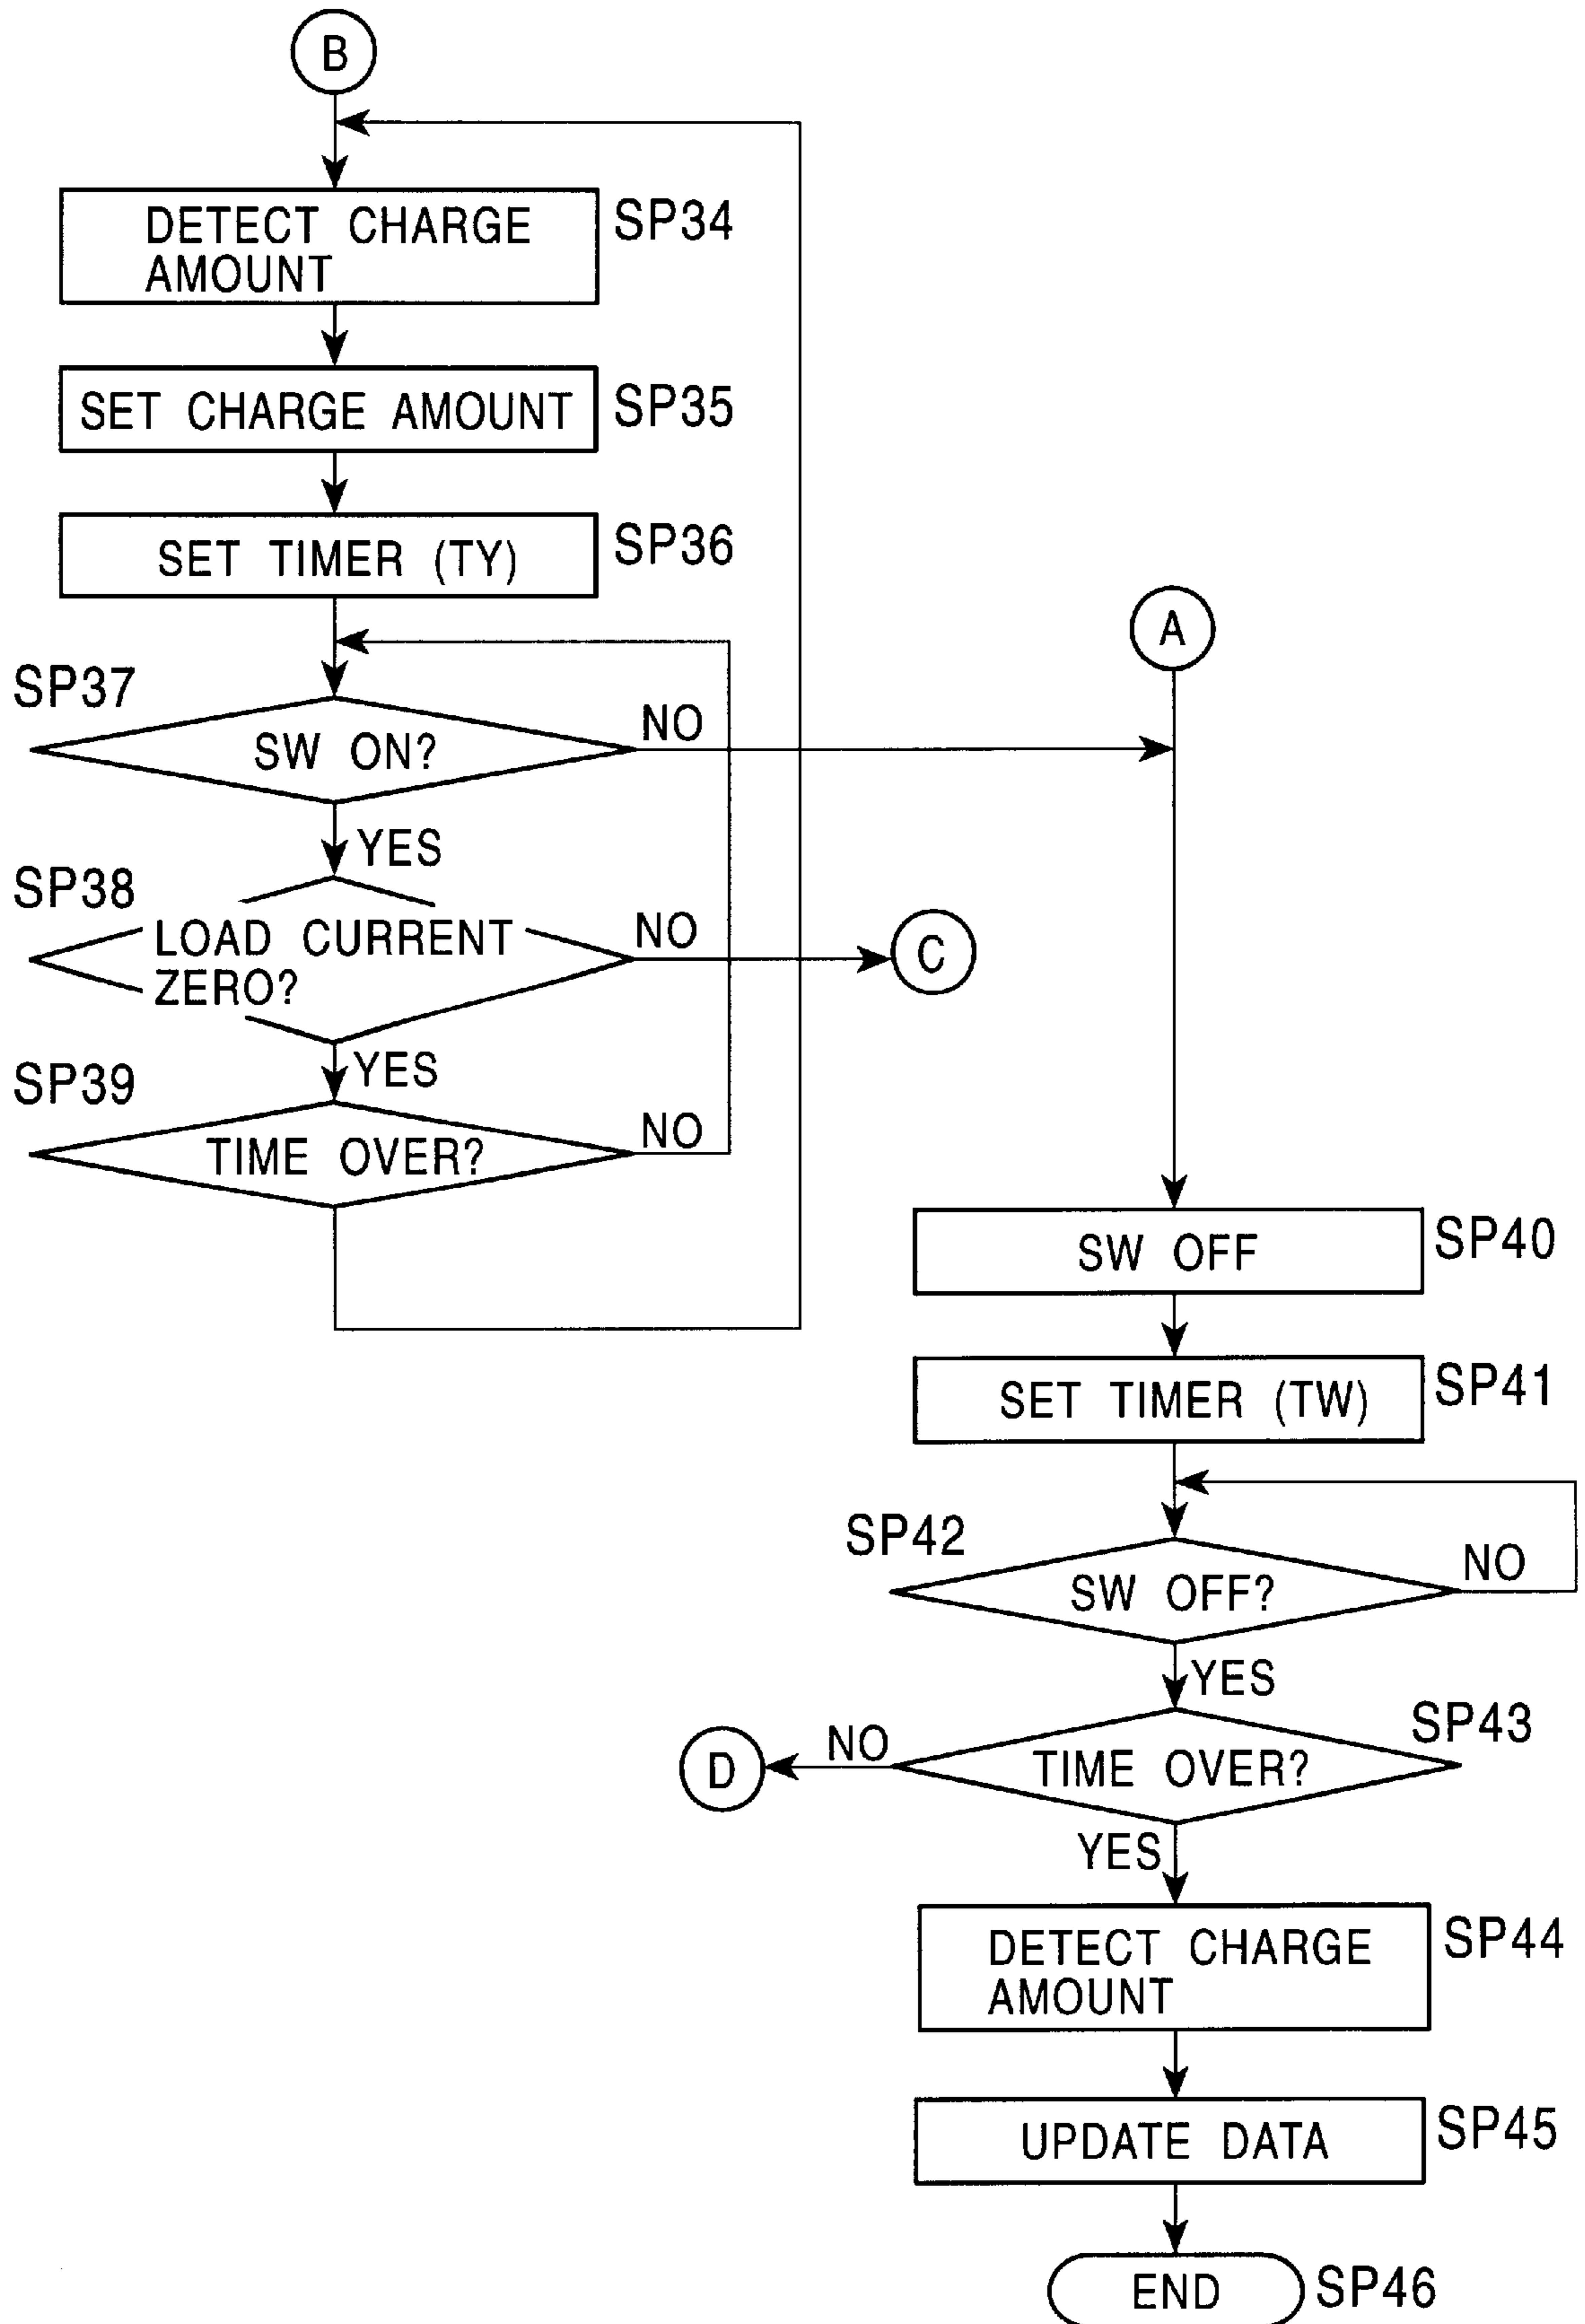 B
DETECT CHARGE
AMOUNT
SP34
SET CHARGE AMOUNT
SP35
SET TIMER (TY)
SP36
A
SP37
SW ON?
NO
YES
SP38
LOAD CURRENT
ZERO?
NO
C
YES
SP39
TIME OVER?
NO
SW OFF
SP40
SET TIMER (TW)
SP41
SP42
SW OFF?
NO
YES
SP43
TIME OVER?
NO
D
YES
DETECT CHARGE
AMOUNT
SP44
UPDATE DATA
SP45
END
SP46